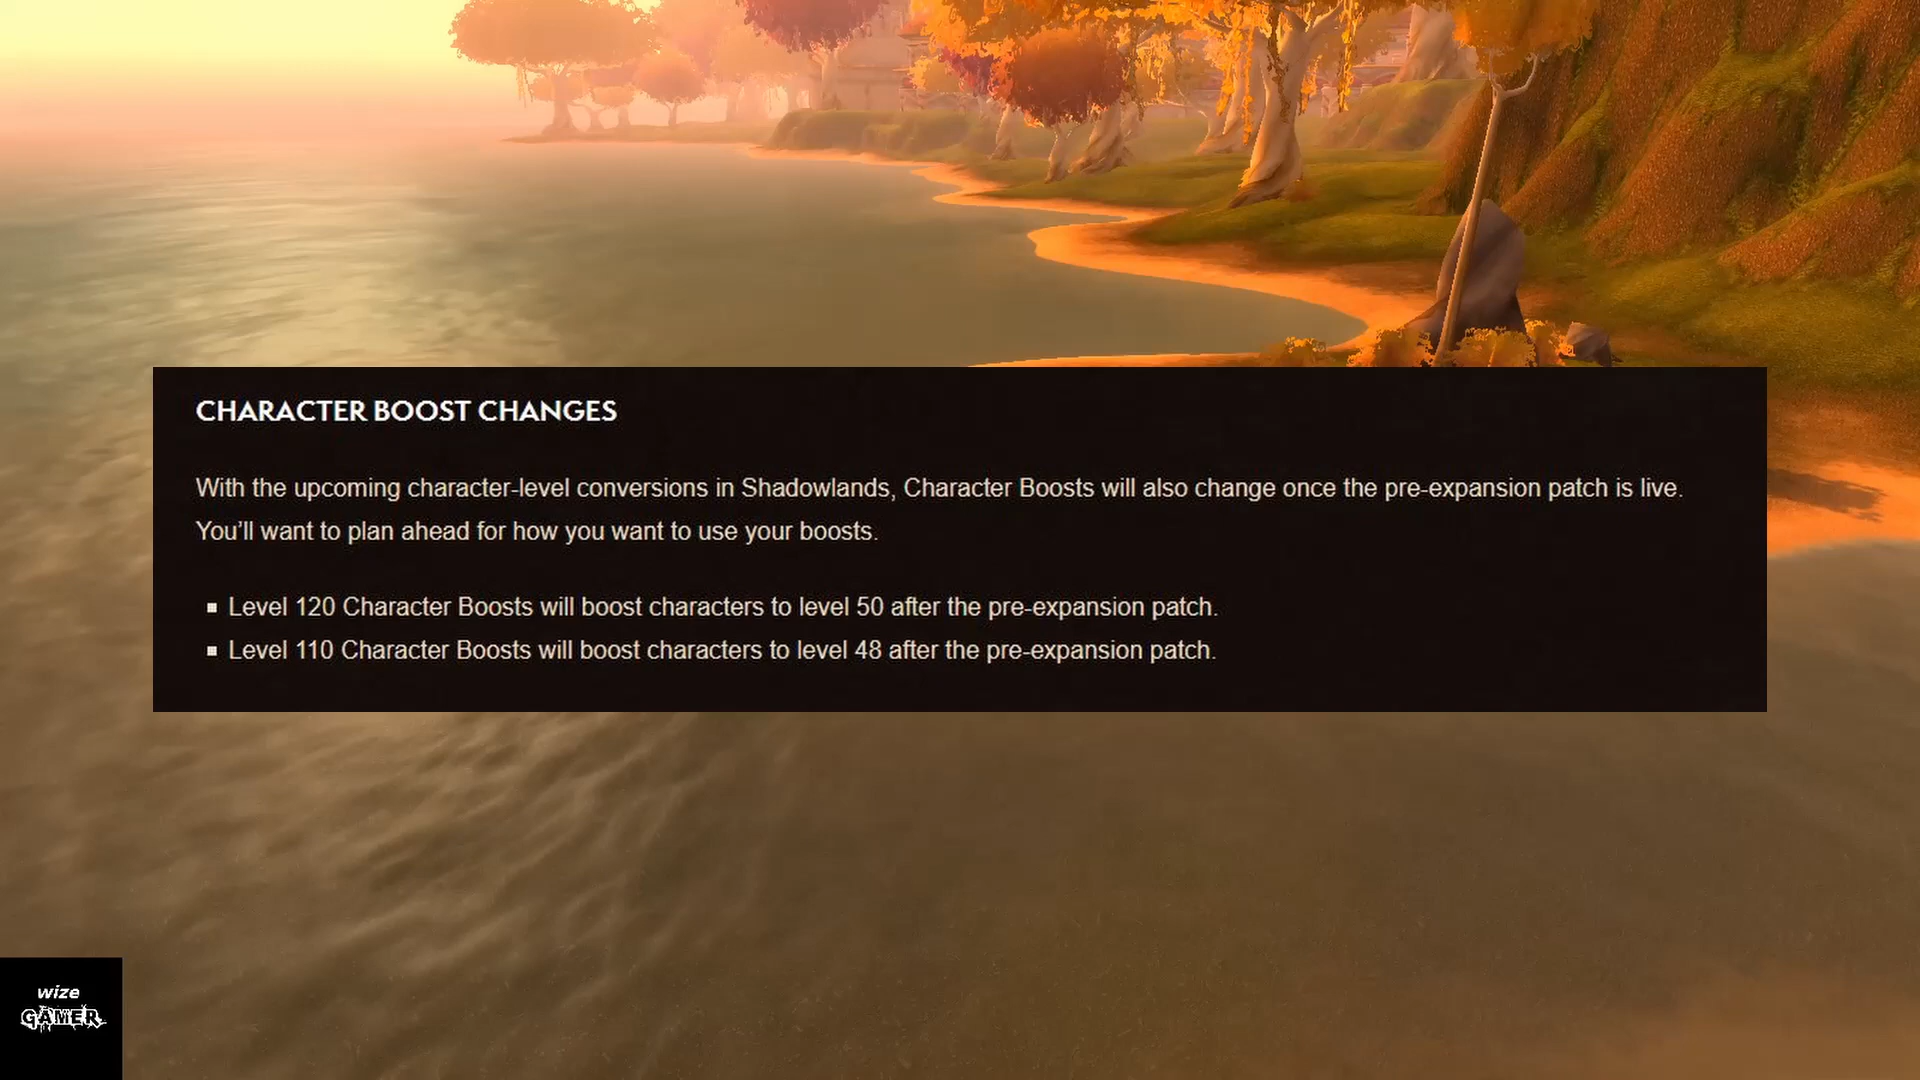 CHARACTER BOOST CHANGES
With the upcoming character-level conversions in Shadowlands, Character Boosts will also change once the pre-expansion patch is live.
You’ll want to plan ahead for how you want to use your boosts.
Level 120 Character Boosts will boost characters to level 50 after the pre-expansion patch.
Level 110 Character Boosts will boost characters to level 48 after the pre-expansion patch.
wize
GAMER